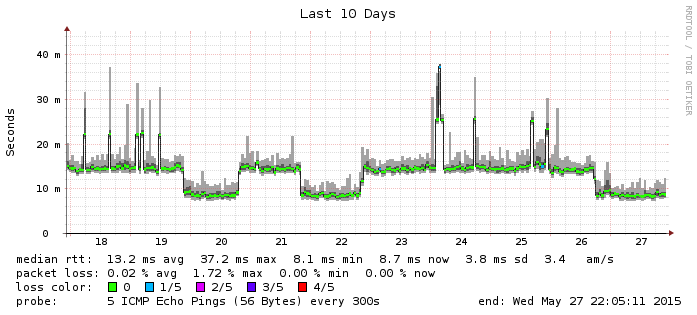 Last 10 Days
RRDTOOL / TOBI OETIKER
Seconds
40 m
30 m
20 m
10 m
0
18 19 20 21 22 23 24 25 26 27
median rtt: 13.2 ms avg 37.2 ms max 8.1 ms min 8.7 ms now 3.8 ms sd 3.4 am/s
packet loss: 0.02 % avg 1.72 % max 0.00 % min 0.00 % now
loss color: 0 1/5 2/5 3/5 4/5
probe: 5 ICMP Echo Pings (56 Bytes) every 300s end: Wed May 27 22:05:11 2015